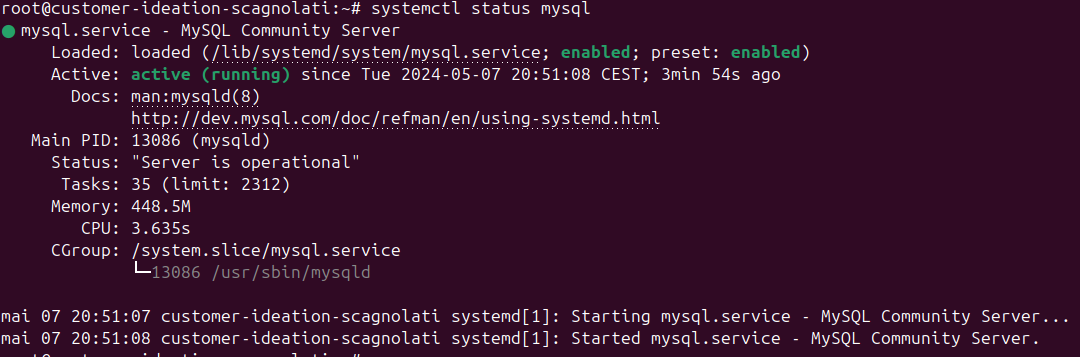 root@customer-ideation-scagnolati:~# systemctl status mysql
● mysql.service - MySQL Community Server
Loaded: loaded (/lib/systemd/system/mysql.service; enabled; preset: enabled)
Active: active (running) since Tue 2024-05-07 20:51:08 CEST; 3min 54s ago
Docs: man:mysqld(8)
http://dev.mysql.com/doc/refman/en/using-systemd.html
Main PID: 13086 (mysqld)
Status: "Server is operational"
Tasks: 35 (limit: 2312)
Memory: 448.5M
CPU: 3.635s
CGroup: /system.slice/mysql.service
└─13086 /usr/sbin/mysqld
mai 07 20:51:07 customer-ideation-scagnolati systemd[1]: Starting mysql.service - MySQL Community Server...
mai 07 20:51:08 customer-ideation-scagnolati systemd[1]: Started mysql.service - MySQL Community Server.